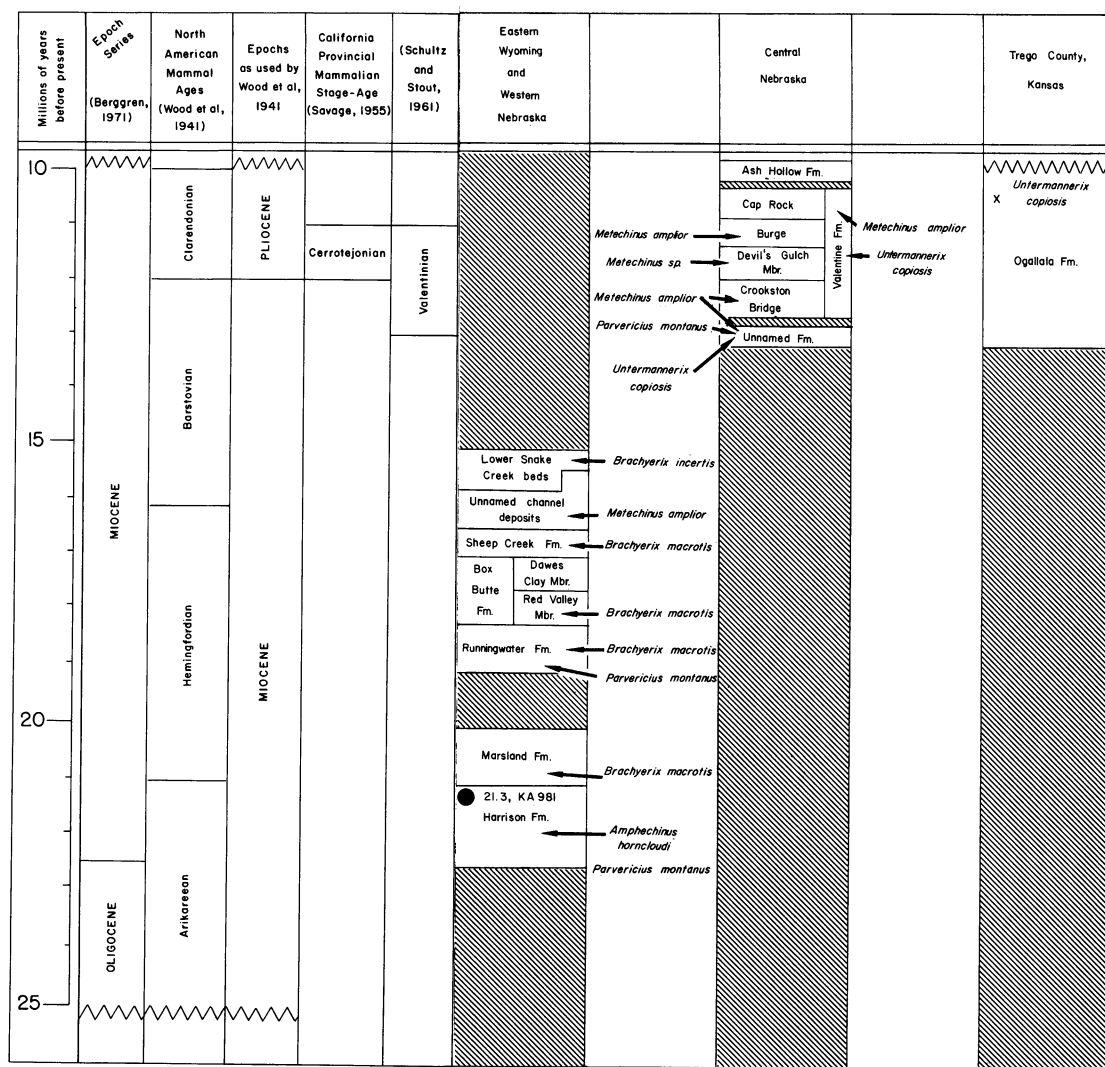 Millions of years
before present
Epoch
Series
(Berggren,
1971)
North
American
Mammal
Ages
(Wood et al,
1941)
Epochs
as used by
Wood et al,
1941
California
Provincial
Mammalian
Stage-Age
(Savage, 1955)
(Schultz
and
Stout,
1961)
Eastern
Wyoming
and
Western
Nebraska
Central
Nebraska
Trego County,
Kansas
10
15
20
25
MIOCENE
OLIGOCENE
Clarendonian
Barstovian
Hemingfordian
Arikareean
PLIOCENE
MIOCENE
Cerrotejonian
Valentinian
Lower Snake
Creek beds
Unnamed channel
deposits
Sheep Creek Fm.
Box
Butte
Fm.
Dawes
Clay Mbr.
Red Valley
Mbr.
Runningwater Fm.
Marsland Fm.
21.3, KA 981
Harrison Fm.
Metechinus amplior
Metechinus sp.
Metechinus amplior
Parvericius montanus
Untermannerix
copiosis
Brachyerix incertis
Metechinus amplior
Brachyerix macrotis
Brachyerix macrotis
Brachyerix macrotis
Parvericius montanus
Brachyerix macrotis
Amphechinus
horncloudi
Parvericius montanus
Ash Hollow Fm.
Cap Rock
Burge
Devil's Gulch
Mbr.
Crookston
Bridge
Valentine Fm.
Unnamed Fm.
Metechinus amplior
Untermannerix
copiosis
Untermannerix
x copiosis
Ogallala Fm.